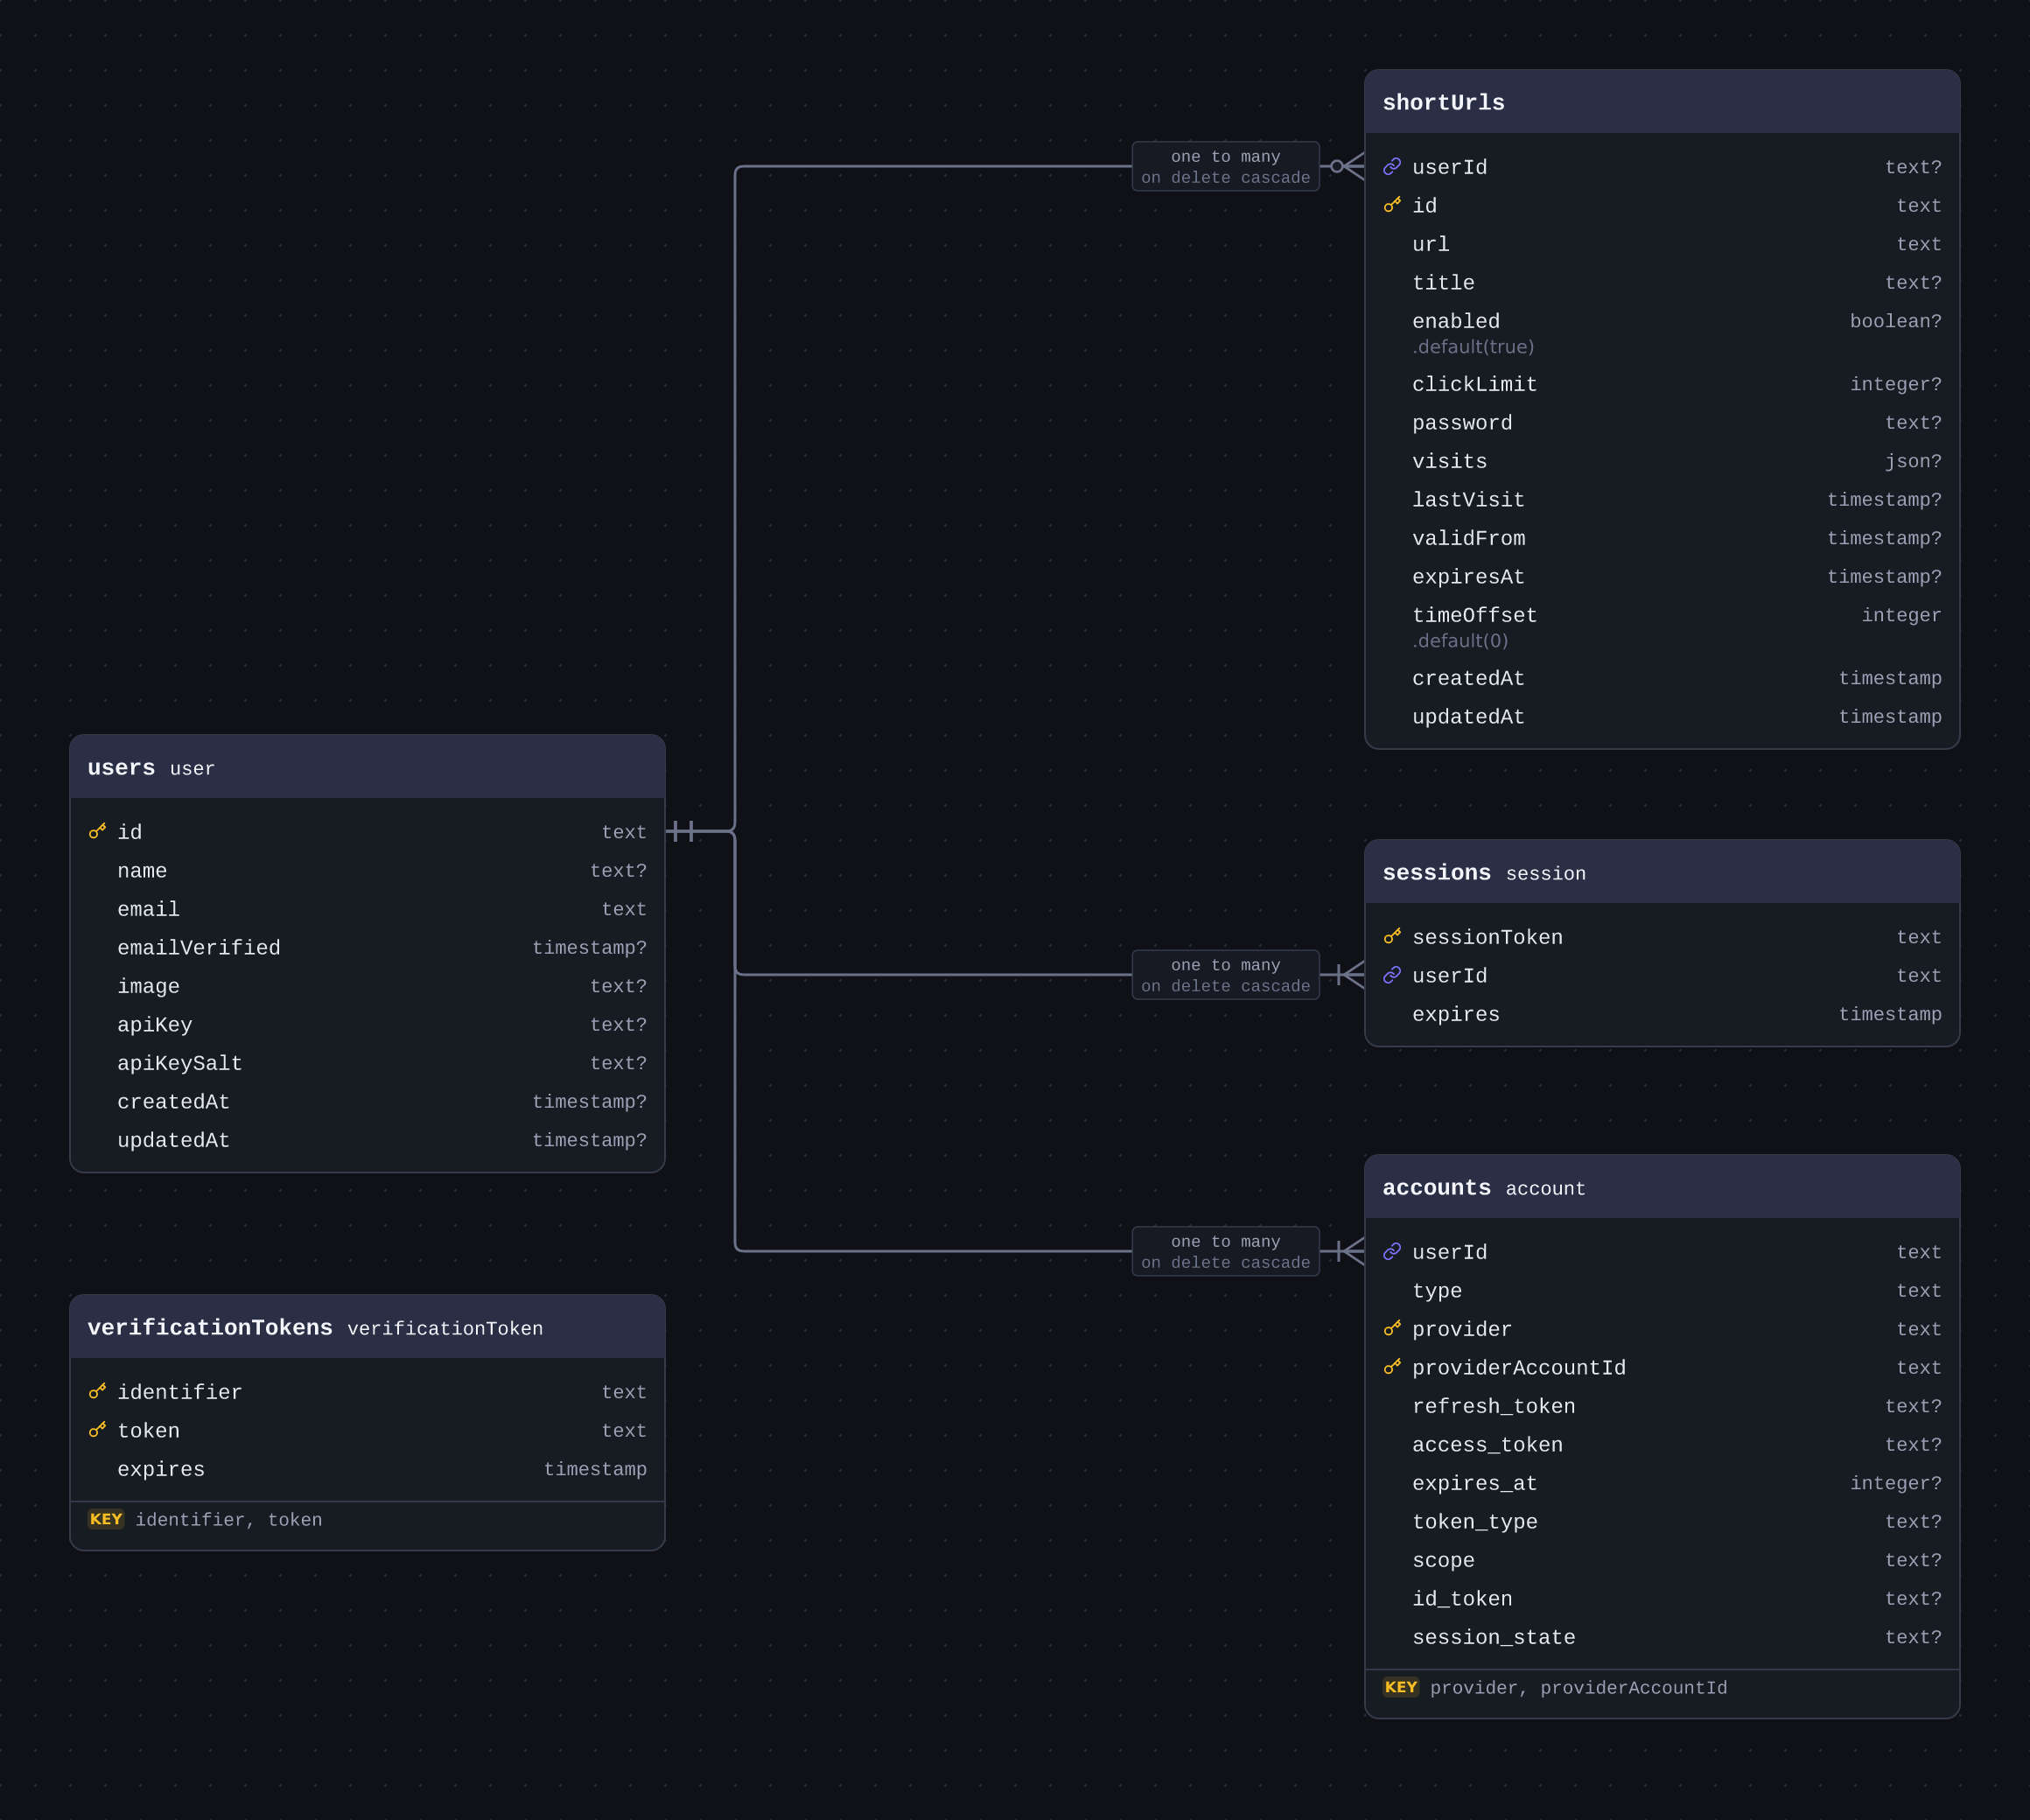 shortUrls
userId text?
id text
url text
title text?
enabled boolean?
.default(true)
clickLimit integer?
password text?
visits json?
lastVisit timestamp?
validFrom timestamp?
expiresAt timestamp?
timeOffset integer
.default(0)
createdAt timestamp
updatedAt timestamp
one to many
on delete cascade
users user
id text
name text?
email text
emailVerified timestamp?
image text?
apiKey text?
apiKeySalt text?
createdAt timestamp?
updatedAt timestamp?
one to many
on delete cascade
sessions session
sessionToken text
userId text
expires timestamp
one to many
on delete cascade
accounts account
userId text
type text
provider text
providerAccountId text
refresh_token text?
access_token text?
expires_at integer?
token_type text?
scope text?
id_token text?
session_state text?
KEY provider, providerAccountId
verificationTokens verificationToken
identifier text
token text
expires timestamp
KEY identifier, token